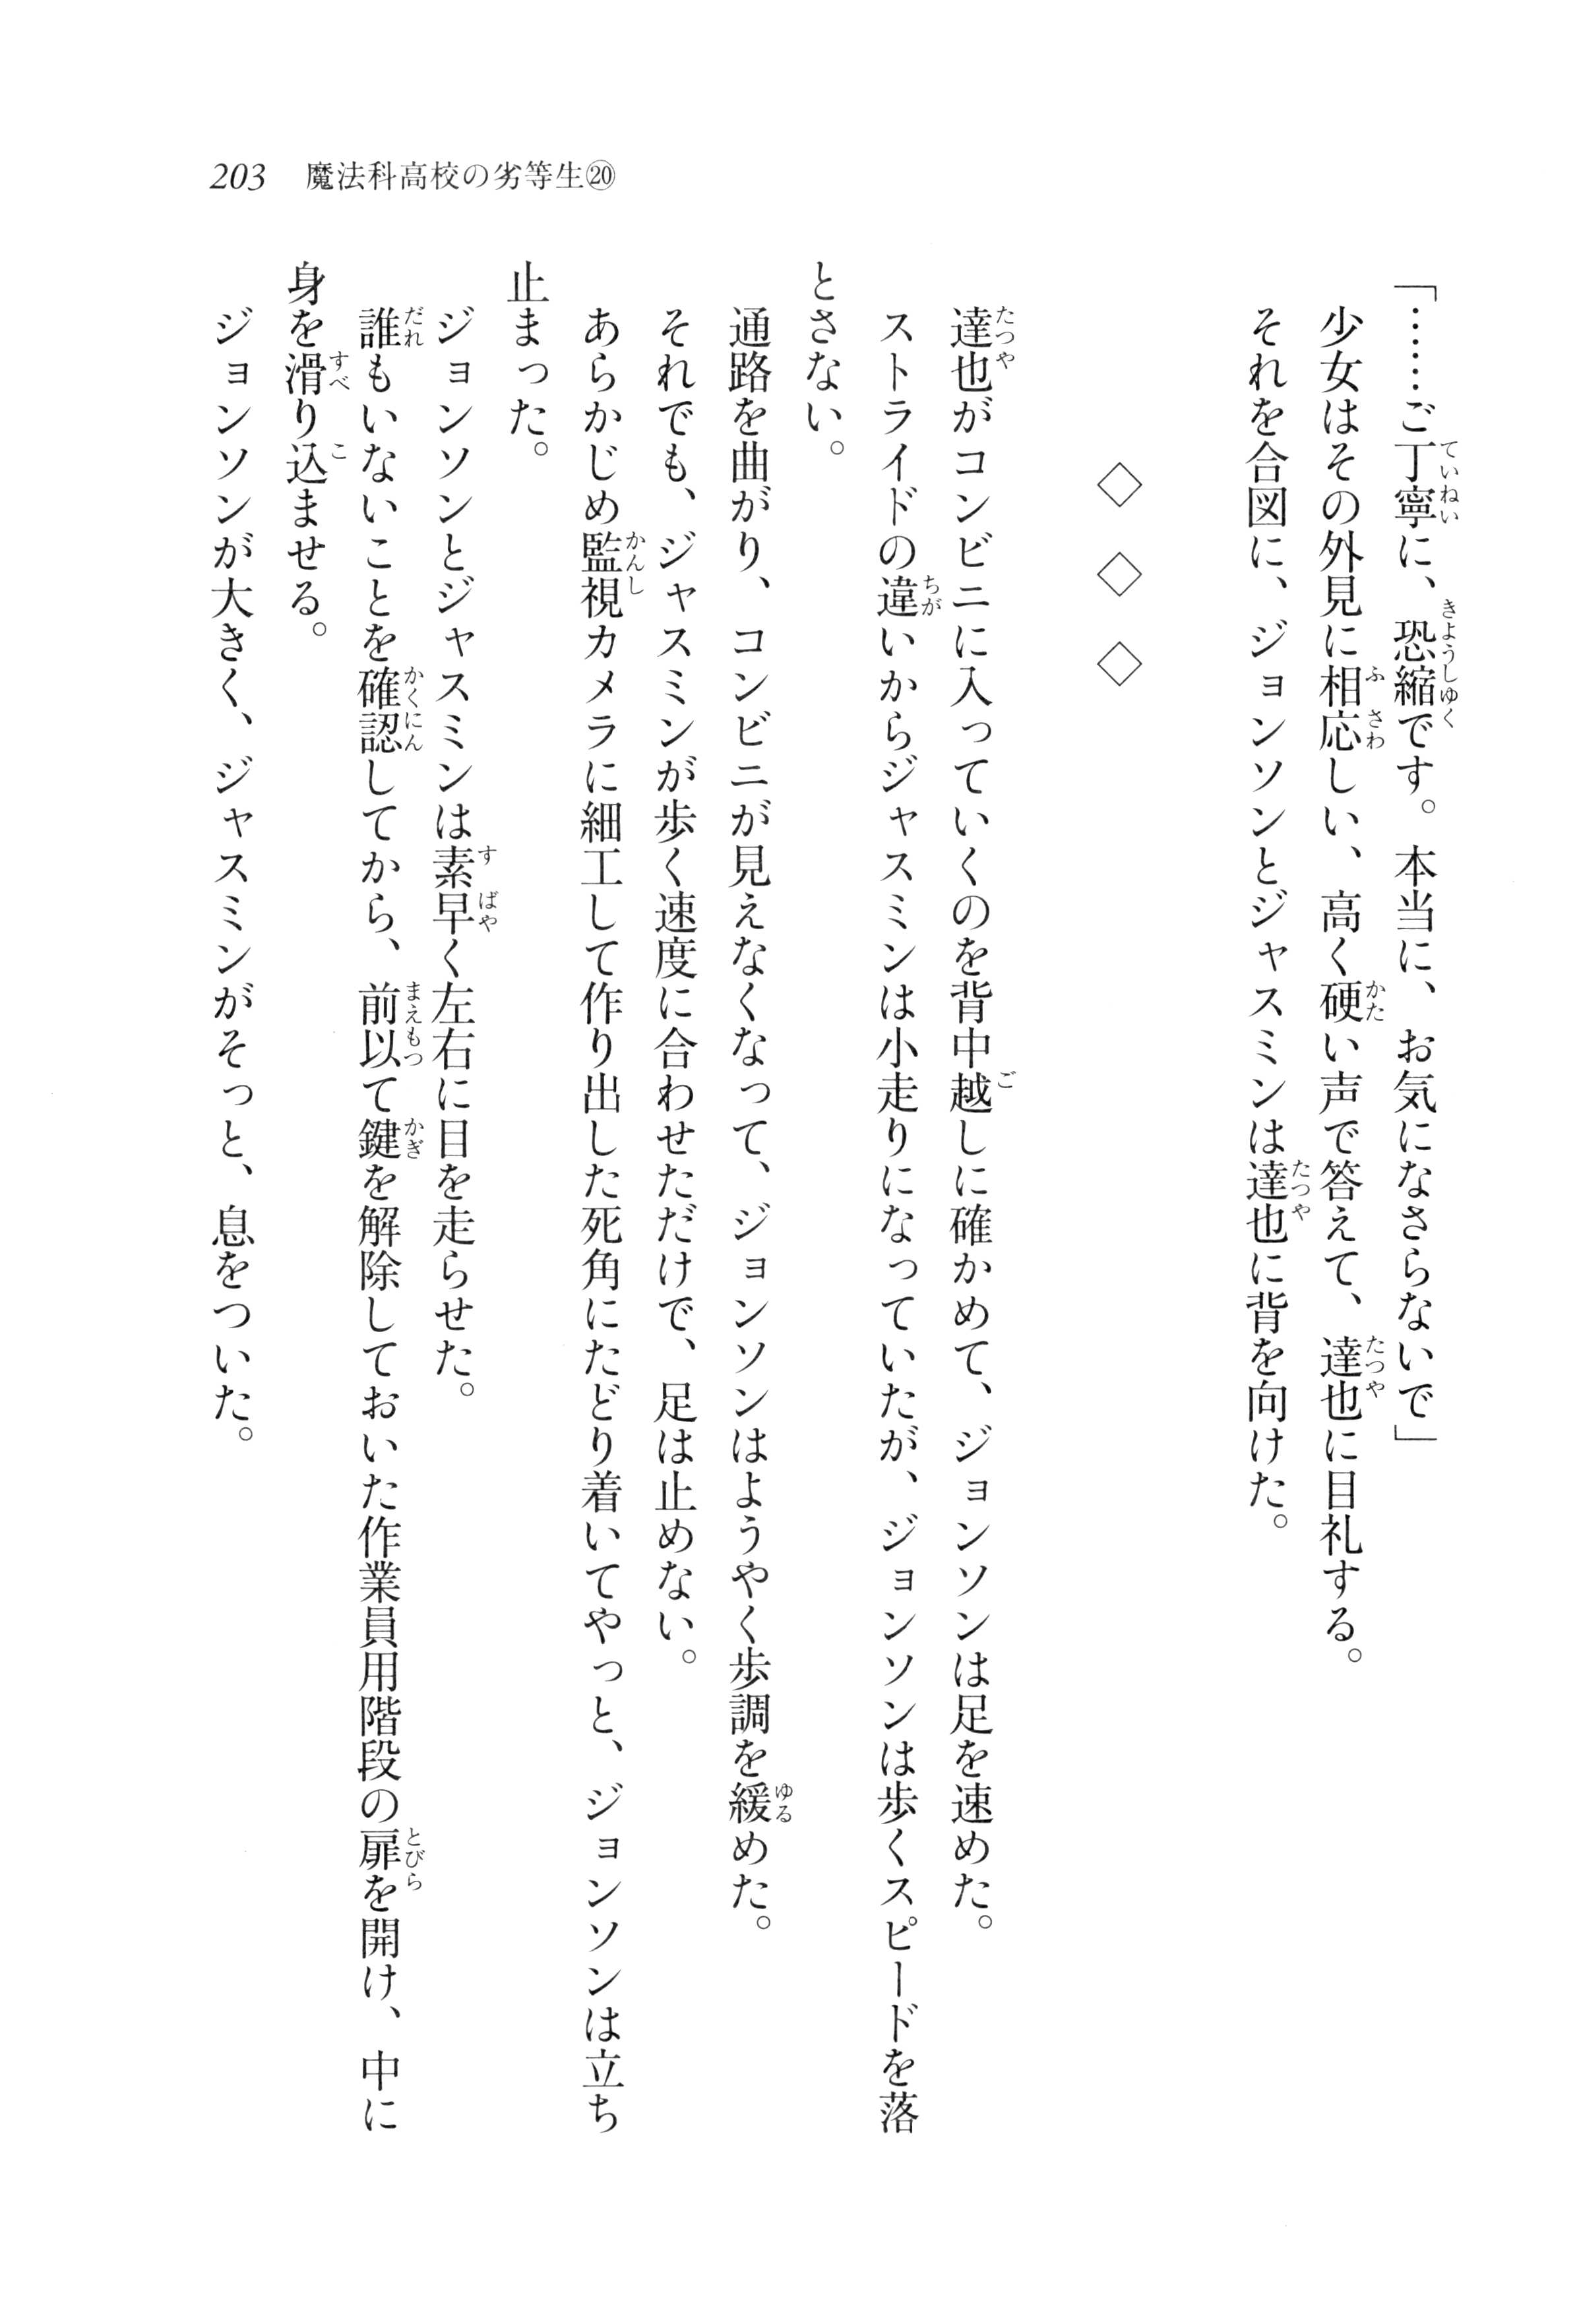 203 魔法科高校の劣等生⑳
「……ご丁寧に、恐縮です。本当に、お気になさらないで」
少女はその外見に相応しい、高く硬い声で答えて、達也に目礼する。
それを合図に、ジョンソンとジャスミンは達也に背を向けた。
◇ ◇ ◇
達也がコンビニに入っていくのを背中越しに確かめて、ジョンソンは足を速めた。
ストライドの違いからジャスミンは小走りになっていたが、ジョンソンは歩くスピードを落
とさない。
通路を曲がり、コンビニが見えなくなって、ジョンソンはようやく歩調を緩めた。
それでも、ジャスミンが歩く速度に合わせただけで、足は止めない。
あらかじめ監視カメラに細工して作り出した死角にたどり着いてやっと、ジョンソンは立ち
止まった。
ジョンソンとジャスミンは素早く左右に目を走らせた。
誰もいないことを確認してから、前以て鍵を解除しておいた作業員用階段の扉を開け、中に
身を滑り込ませる。
ジョンソンが大きく、ジャスミンがそっと、息をついた。